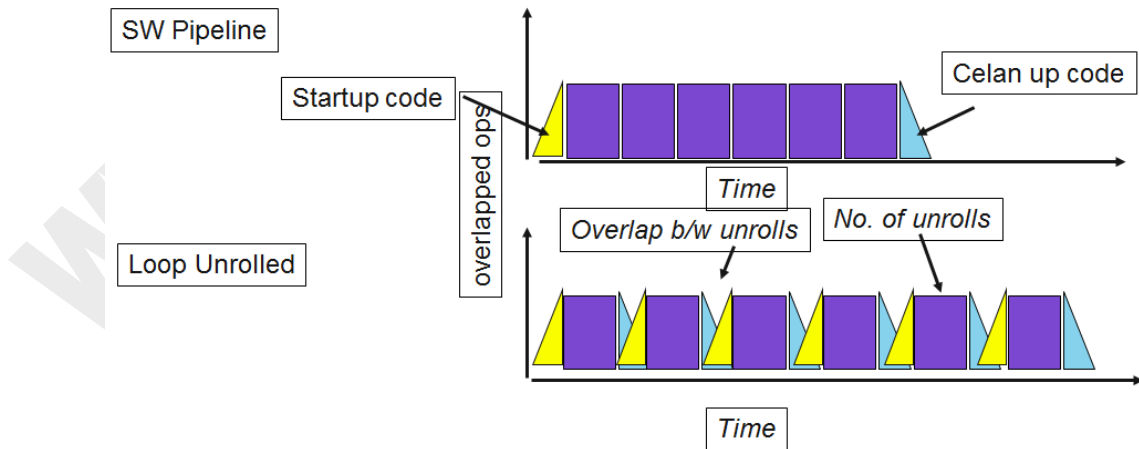 SW Pipeline
Startup code
Celan up code
overlapped ops
Time
Overlap b/w unrolls
No. of unrolls
Loop Unrolled
Time